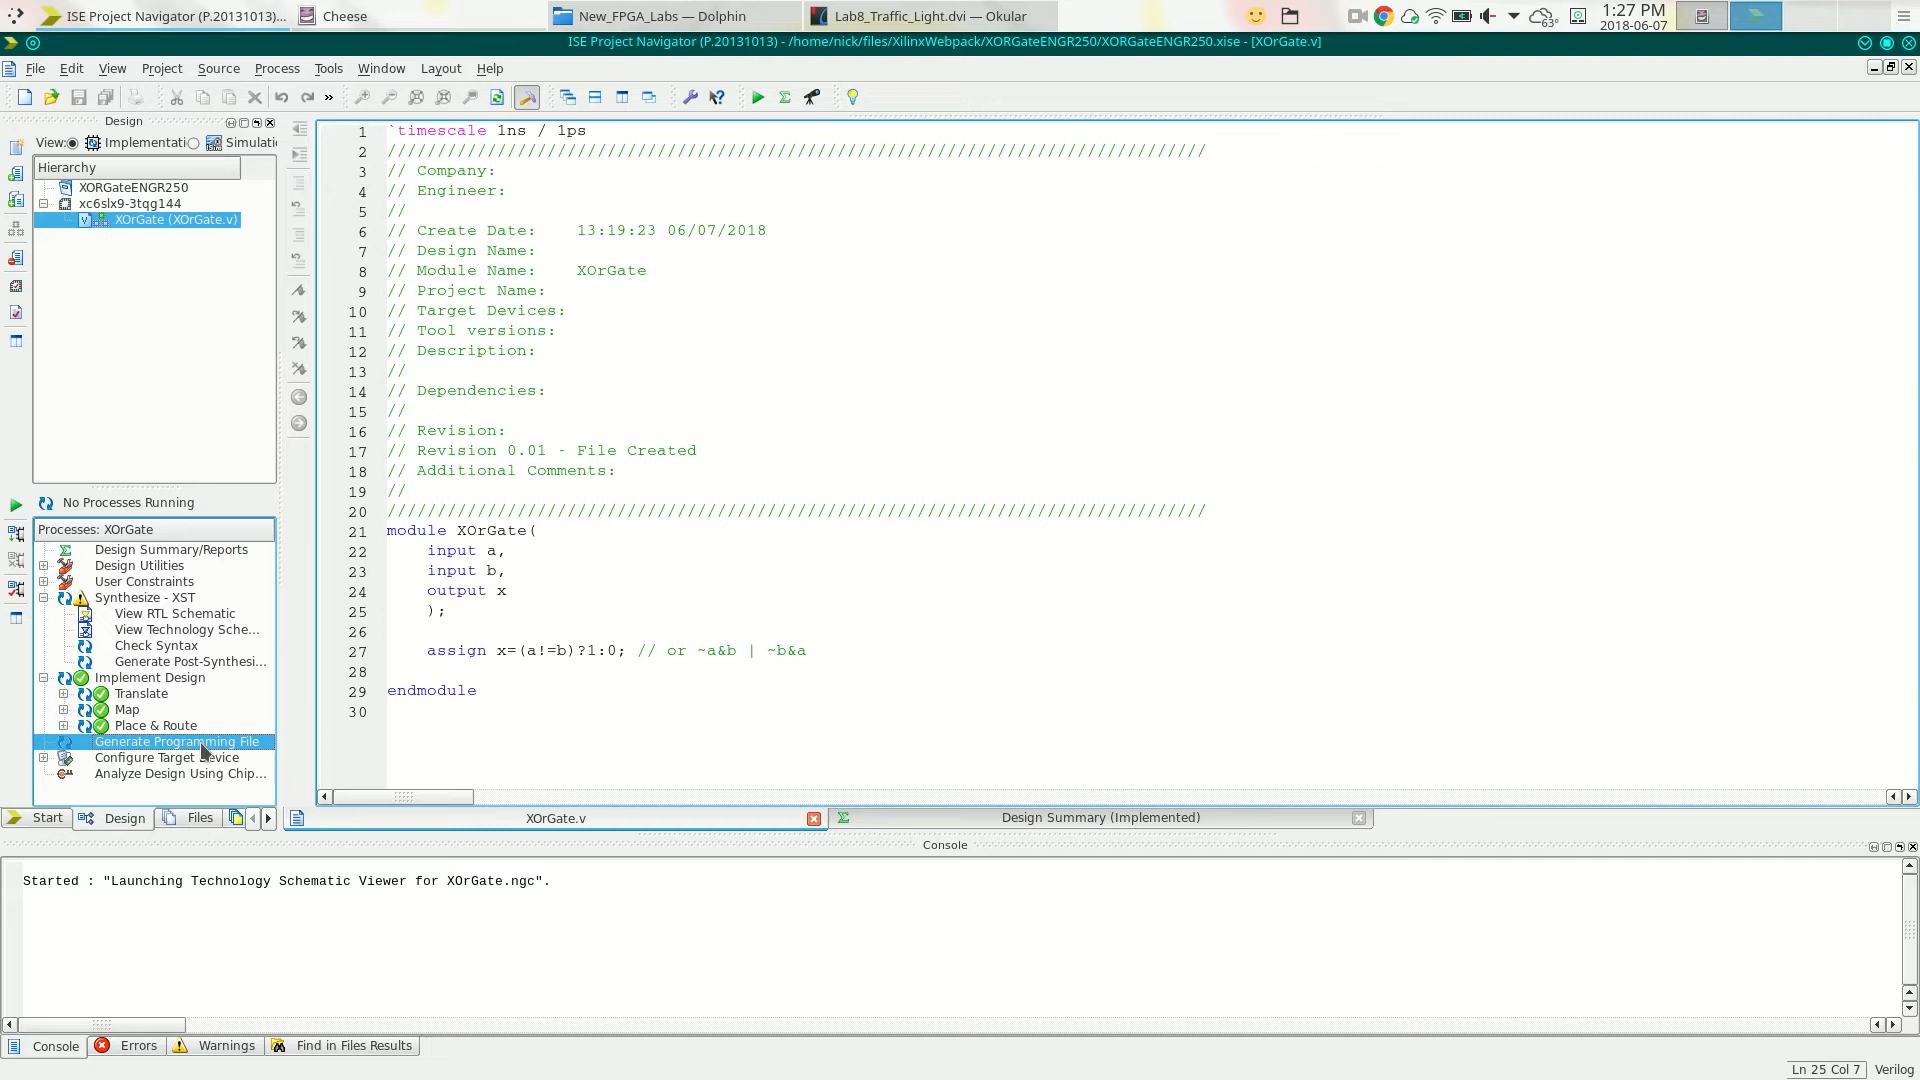 ISE Project Navigator (P.20131013)...
Cheese
New_FPGA_Labs — Dolphin
Lab8_Traffic_Light.dvi — Okular
63°
1:27 PM
2018-06-07
ISE Project Navigator (P.20131013) - /home/nick/files/XilinxWebpack/XORGateENGR250/XORGateENGR250.xise - [XOrGate.v]
File Edit View Project Source Process Tools Window Layout Help
Design
View: Implementati Simulati
Hierarchy
XORGateENGR250
xc6slx9-3tqg144
XOrGate (XOrGate.v)
No Processes Running
Processes: XOrGate
Design Summary/Reports
Design Utilities
User Constraints
Synthesize - XST
View RTL Schematic
View Technology Sche...
Check Syntax
Generate Post-Synthesi...
Implement Design
Translate
Map
Place & Route
Generate Programming File
Configure Target Device
Analyze Design Using Chip...
Start Design Files
1 `timescale 1ns / 1ps
2 //////////////////////////////////////////////////////////////////////////////////
3 // Company:
4 // Engineer:
5 //
6 // Create Date:    13:19:23 06/07/2018
7 // Design Name:
8 // Module Name:    XOrGate
9 // Project Name:
10 // Target Devices:
11 // Tool versions:
12 // Description:
13 //
14 // Dependencies:
15 //
16 // Revision:
17 // Revision 0.01 - File Created
18 // Additional Comments:
19 //
20 //////////////////////////////////////////////////////////////////////////////////
21 module XOrGate(
22     input a,
23     input b,
24     output x
25     );
26
27     assign x=(a!=b)?1:0; // or ~a&b | ~b&a
28
29 endmodule
30
XOrGate.v
Design Summary (Implemented)
Console
Started : "Launching Technology Schematic Viewer for XOrGate.ngc".
Console Errors Warnings Find in Files Results
Ln 25 Col 7 Verilog